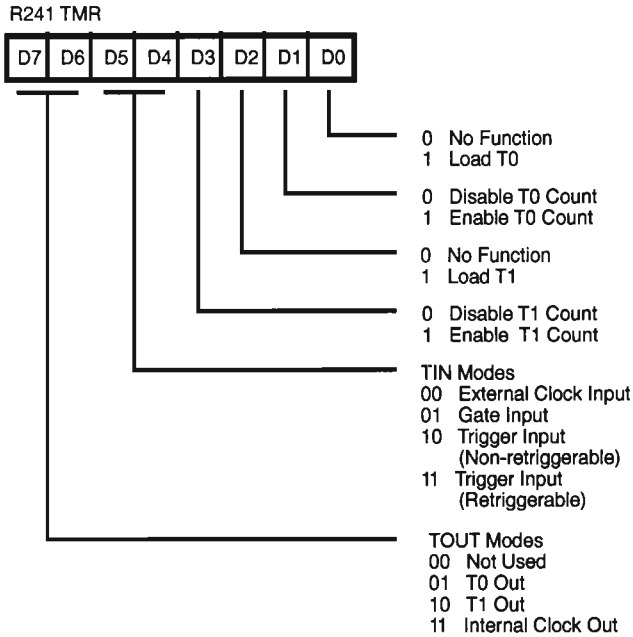 R241 TMR
D7 D6 D5 D4 D3 D2 D1 D0
0 No Function
1 Load T0
0 Disable T0 Count
1 Enable T0 Count
0 No Function
1 Load T1
0 Disable T1 Count
1 Enable T1 Count
TIN Modes
00 External Clock Input
01 Gate Input
10 Trigger Input
(Non-retriggerable)
11 Trigger Input
(Retriggerable)
TOUT Modes
00 Not Used
01 T0 Out
10 T1 Out
11 Internal Clock Out